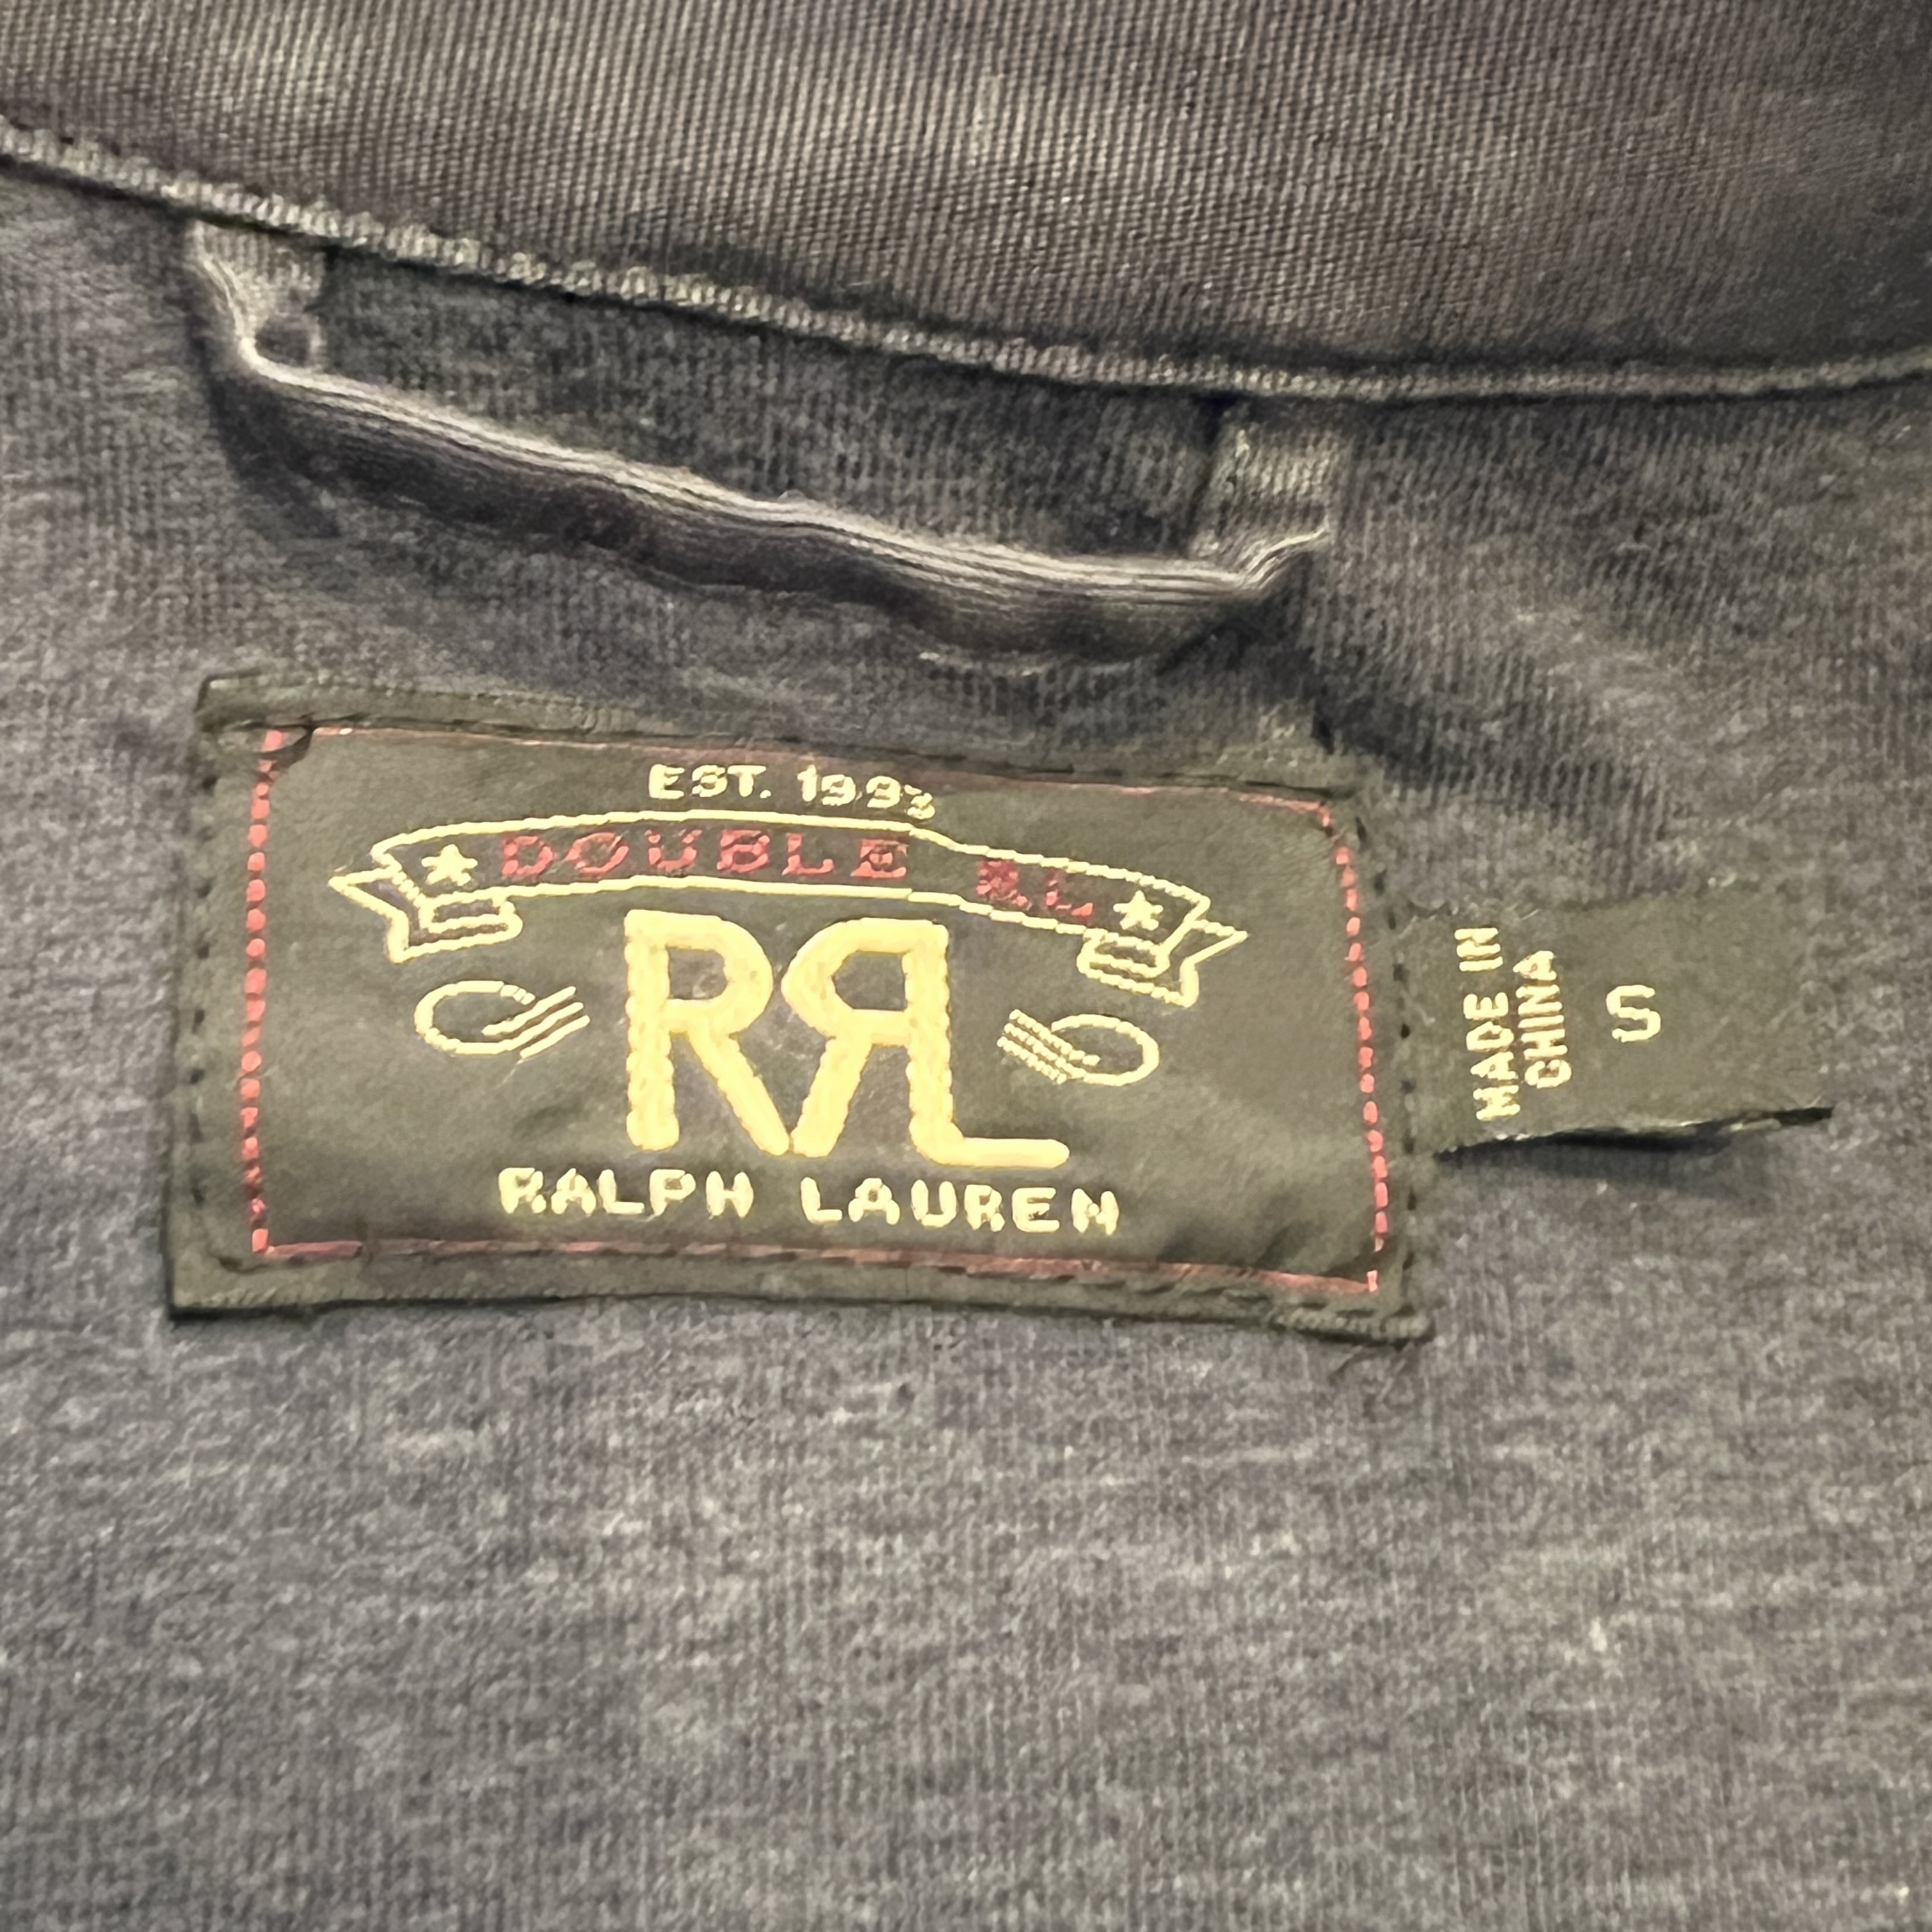 EST. 1993
DOUBLE RL
RRL
RALPH LAUREN
MADE IN
CHINA
S